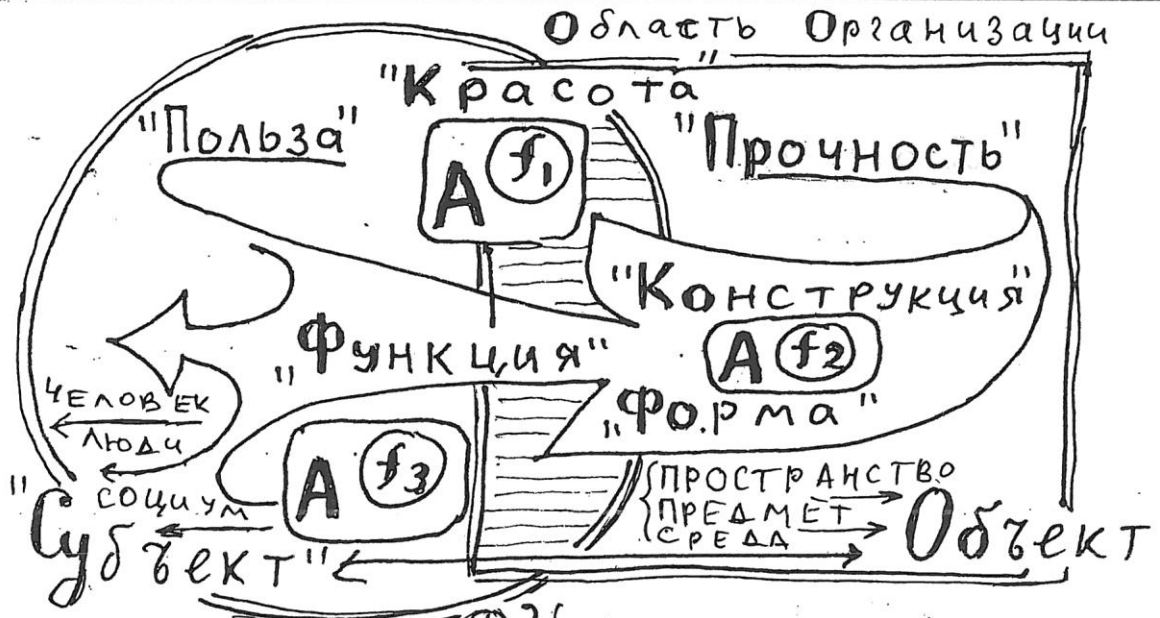 Область Организации
"Красота"
"Польза"
"Прочность"
А f1
"Конструкция"
„Функция“
А f2
„Форма"
ЧЕЛОВЕК
ЛЮДИ
А f3
СОЦИУМ
ПРОСТРАНСТВО
ПРЕДМЕТ
СРЕДА
"Субъект"
Объект